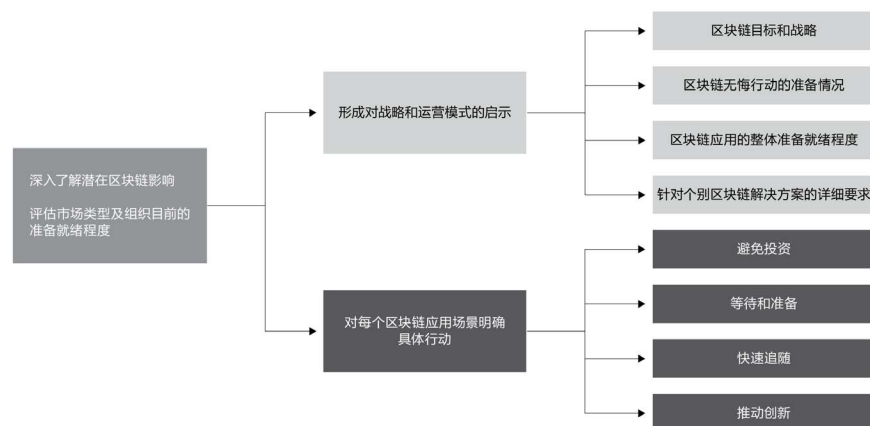 深入了解潜在区块链影响
评估市场类型及组织目前的
准备就绪程度
形成对战略和运营模式的启示
区块链目标和战略
区块链无悔行动的准备情况
区块链应用的整体准备就绪程度
针对个别区块链解决方案的详细要求
对每个区块链应用场景明确
具体行动
避免投资
等待和准备
快速追随
推动创新